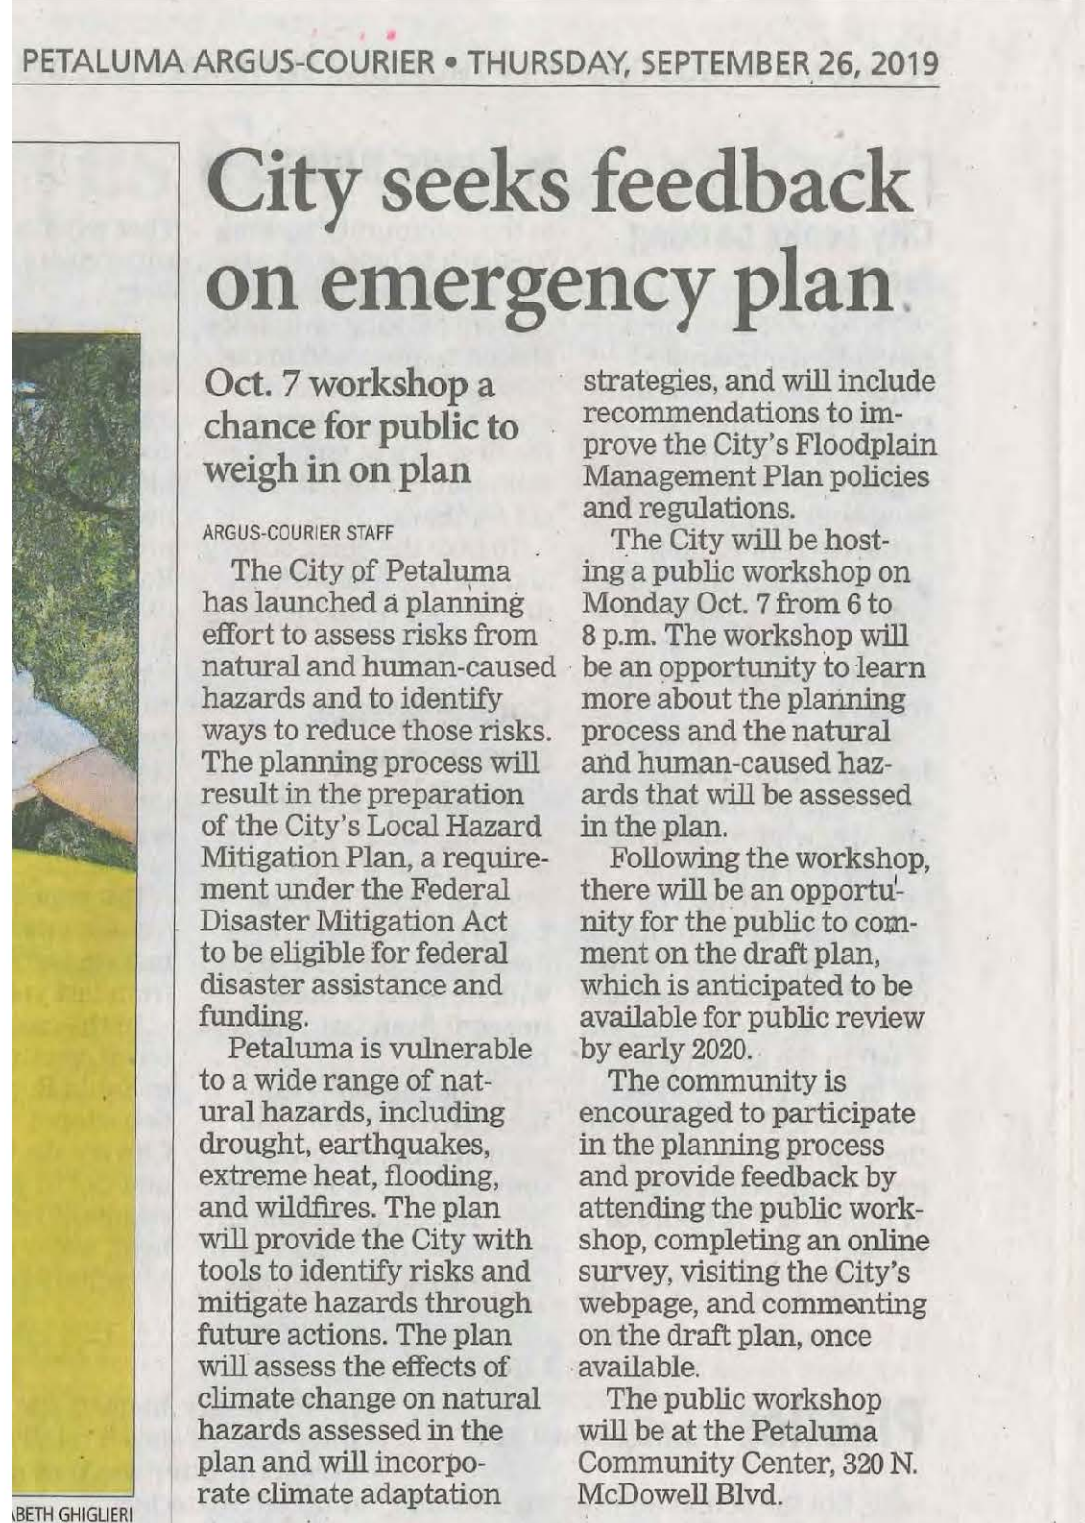 PETALUMA ARGUS-COURIER • THURSDAY, SEPTEMBER 26, 2019
City seeks feedback
on emergency plan
Oct. 7 workshop a
chance for public to
weigh in on plan
ARGUS-COURIER STAFF
The City of Petaluma
has launched a planning
effort to assess risks from
natural and human-caused
hazards and to identify
ways to reduce those risks.
The planning process will
result in the preparation
of the City's Local Hazard
Mitigation Plan, a require-
ment under the Federal
Disaster Mitigation Act
to be eligible for federal
disaster assistance and
funding.
Petaluma is vulnerable
to a wide range of nat-
ural hazards, including
drought, earthquakes,
extreme heat, flooding,
and wildfires. The plan
will provide the City with
tools to identify risks and
mitigate hazards through
future actions. The plan
will assess the effects of
climate change on natural
hazards assessed in the
plan and will incorpo-
rate climate adaptation
strategies, and will include
recommendations to im-
prove the City's Floodplain
Management Plan policies
and regulations.
The City will be host-
ing a public workshop on
Monday Oct. 7 from 6 to
8 p.m. The workshop will
be an opportunity to learn
more about the planning
process and the natural
and human-caused haz-
ards that will be assessed
in the plan.
Following the workshop,
there will be an opportu-
nity for the public to com-
ment on the draft plan,
which is anticipated to be
available for public review
by early 2020.
The community is
encouraged to participate
in the planning process
and provide feedback by
attending the public work-
shop, completing an online
survey, visiting the City's
webpage, and commenting
on the draft plan, once
available.
The public workshop
will be at the Petaluma
Community Center, 320 N.
McDowell Blvd.
ABETH GHIGLIERI